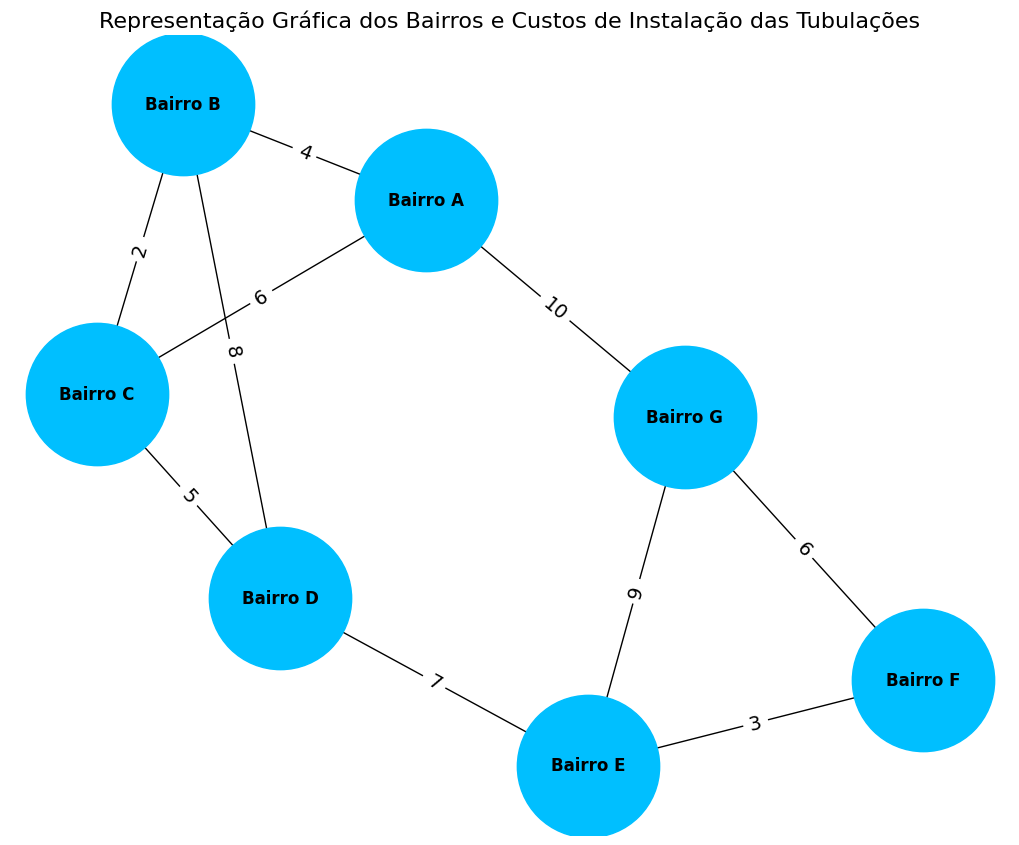 Representação Gráfica dos Bairros e Custos de Instalação das Tubulações
Bairro B
4
Bairro A
2
6
10
8
Bairro C
Bairro G
5
6
Bairro D
9
7
Bairro F
3
Bairro E